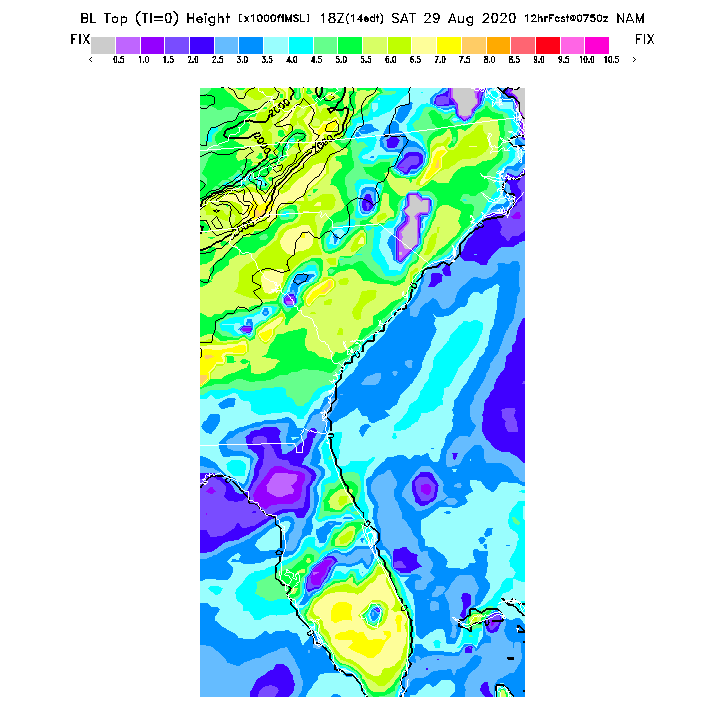 BL Top (TI=0) Height [x1000ftMSL] 18Z(14edt) SAT 29 Aug 2020 12hrFcst@0750z NAM
FIX FIX
< 0.5 1.0 1.5 2.0 2.5 3.0 3.5 4.0 4.5 5.0 5.5 6.0 6.5 7.0 7.5 8.0 8.5 9.0 9.5 10.0 10.5 >
2000
2000
2000